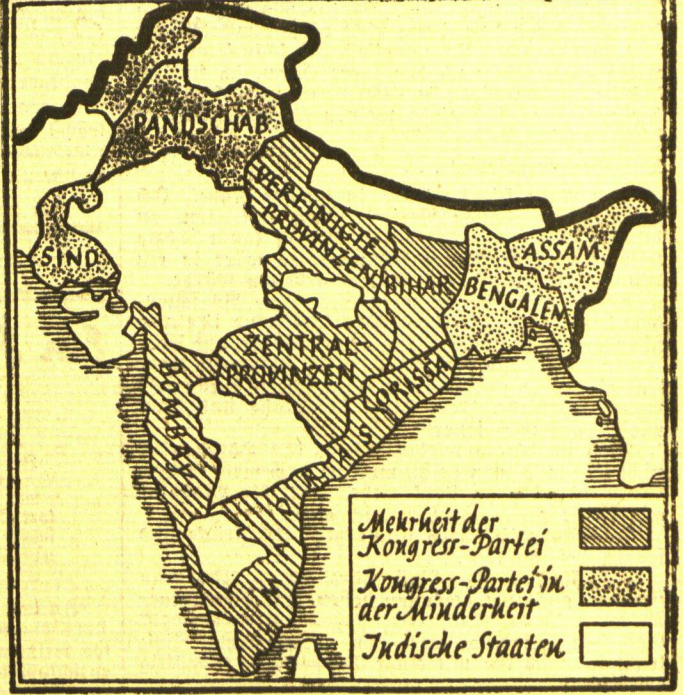 PANDSCHAB
VEREINIGTE
PROVINZEN
SIND
ASSAM
BIHAR
BENGALEN
ZENTRAL-
PROVINZEN
ORISSA
BOMBAY
MADRAS
Mehrheit der
Kongress-Partei
Kongress-Partei in
der Minderheit
Indische Staaten